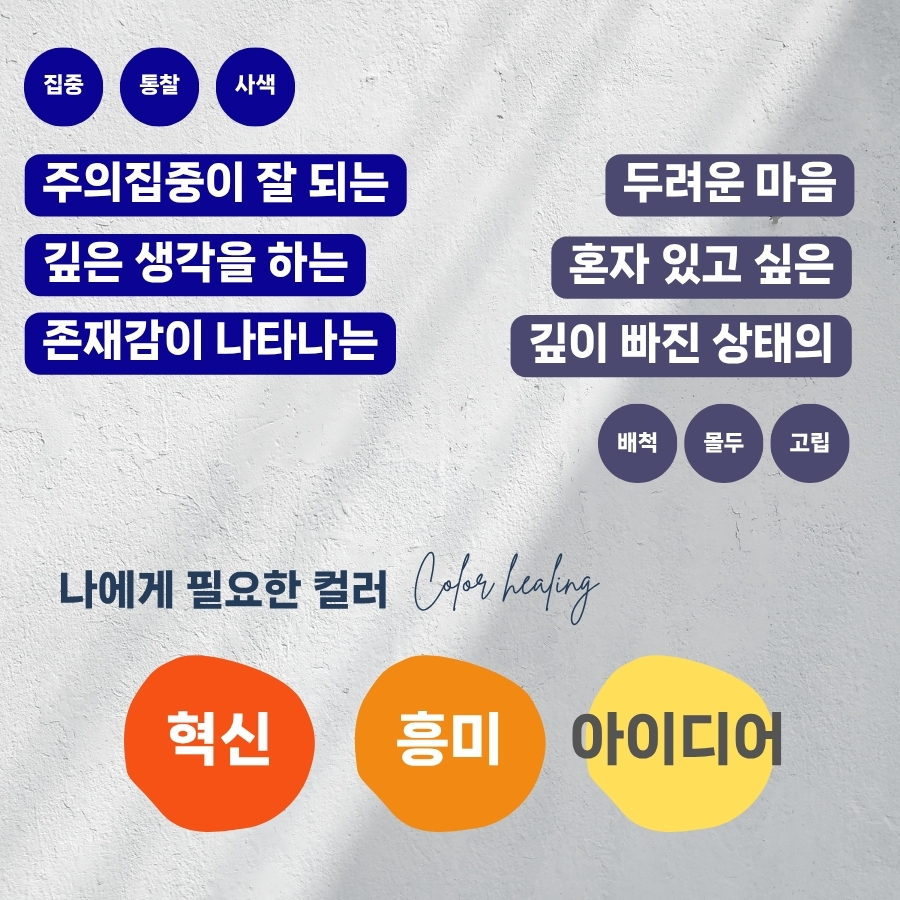 집중 통찰 사색
주의집중이 잘 되는
깊은 생각을 하는
존재감이 나타나는
두려운 마음
혼자 있고 싶은
깊이 빠진 상태의
배척 몰두 고립
나에게 필요한 컬러 Color healing
혁신 흥미 아이디어